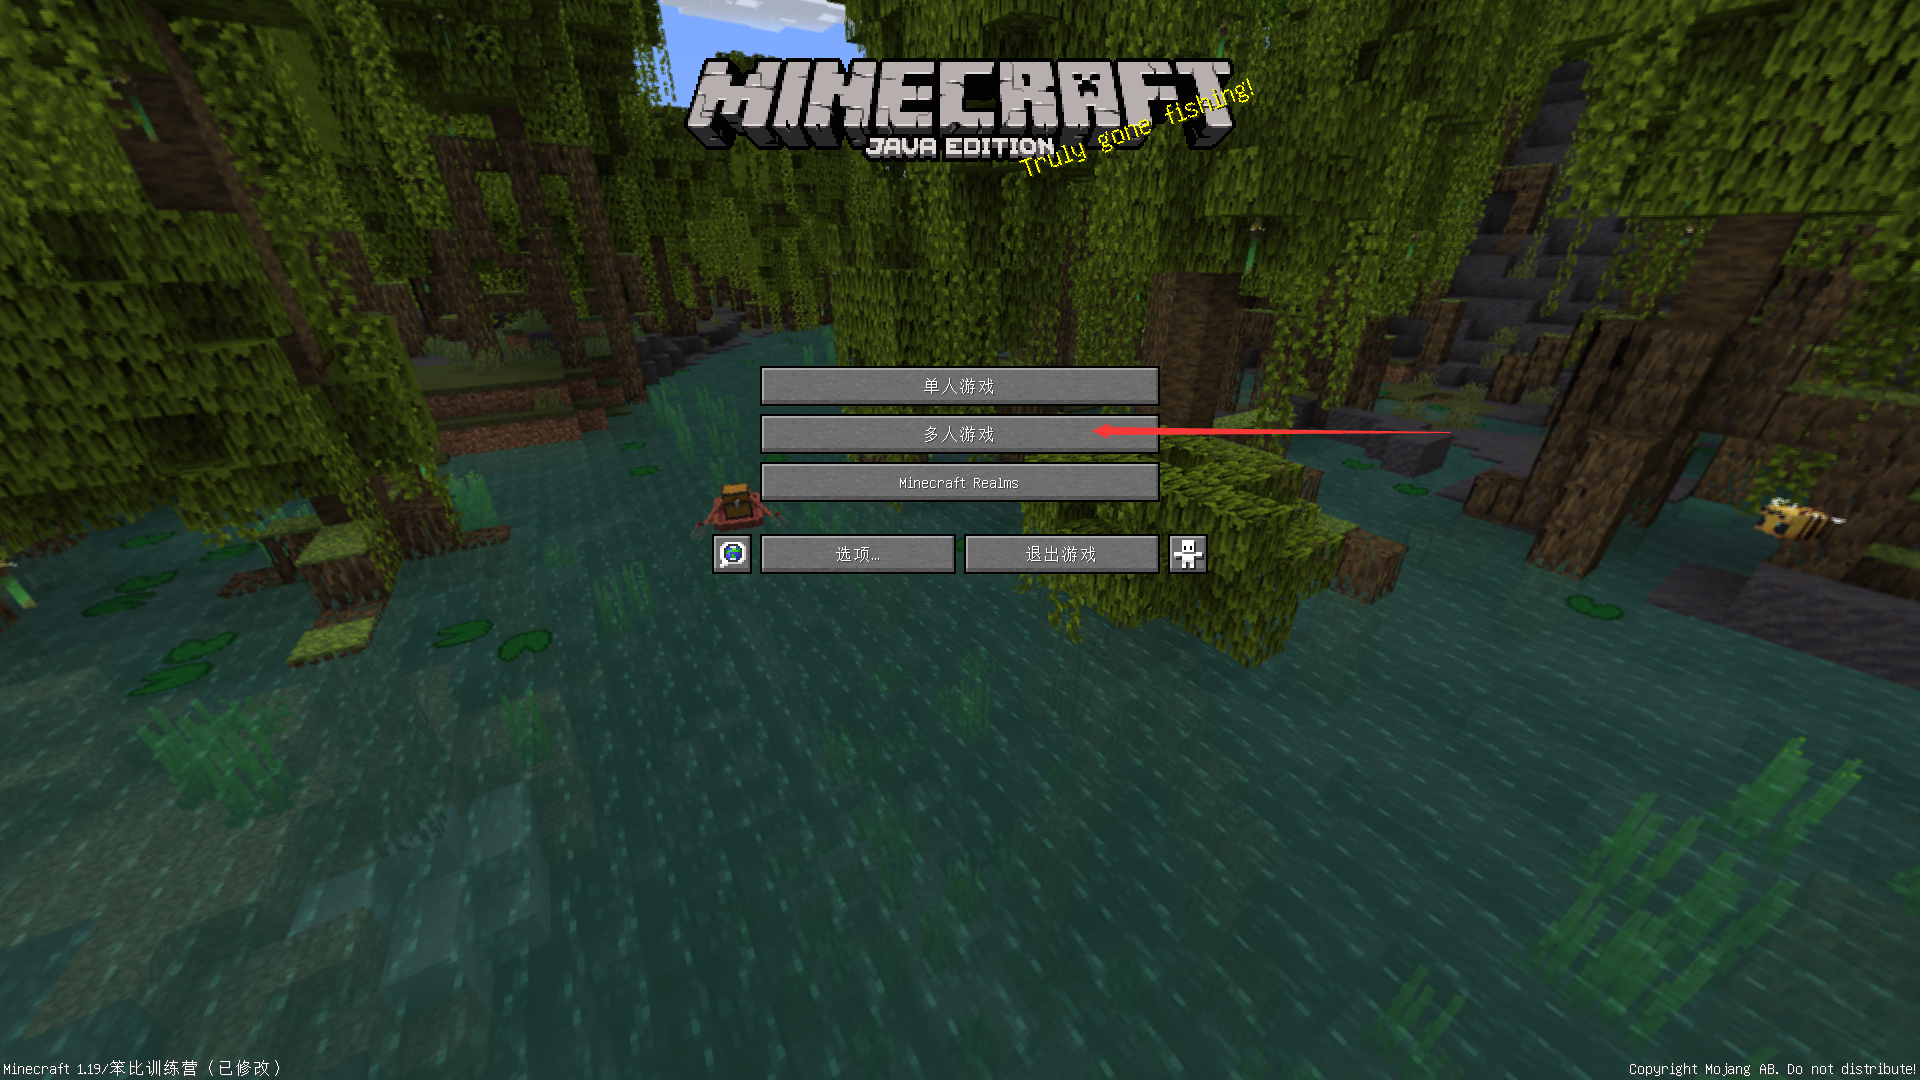 MINECRAFT
JAVA EDITION
Truly gone fishing!
单人游戏
多人游戏
Minecraft Realms
选项...
退出游戏
Minecraft 1.19/笨比训练营（已修改）
Copyright Mojang AB. Do not distribute!